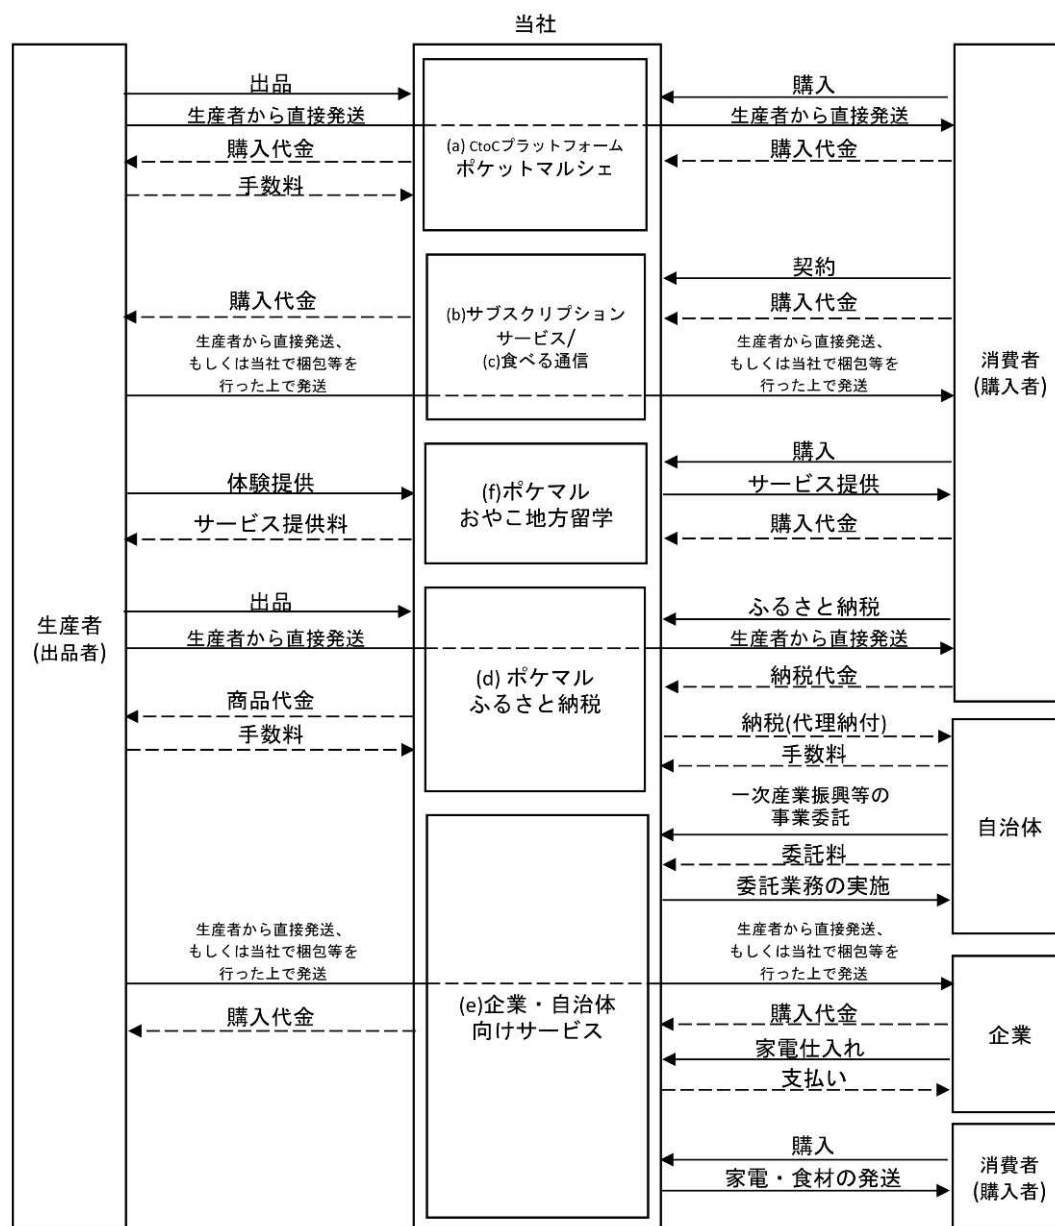 当社
出品
購入
生産者から直接発送
生産者から直接発送
(a) CtoCプラットフォーム
ポケットマルシェ
購入代金
購入代金
手数料
契約
購入代金
購入代金
(b)サブスクリプション
サービス/
(c)食べる通信
生産者から直接発送、
もしくは当社で梱包等を
行った上で発送
生産者から直接発送、
もしくは当社で梱包等を
行った上で発送
消費者
(購入者)
購入
体験提供
サービス提供
(f)ポケマル
おやこ地方留学
サービス提供料
購入代金
出品
ふるさと納税
生産者
(出品者)
生産者から直接発送
生産者から直接発送
(d) ポケマル
ふるさと納税
納税代金
商品代金
手数料
納税(代理納付)
手数料
一次産業振興等の
事業委託
自治体
委託料
委託業務の実施
生産者から直接発送、
もしくは当社で梱包等を
行った上で発送
生産者から直接発送、
もしくは当社で梱包等を
行った上で発送
(e)企業・自治体
向けサービス
購入代金
購入代金
企業
家電仕入れ
支払い
購入
家電・食材の発送
消費者
(購入者)